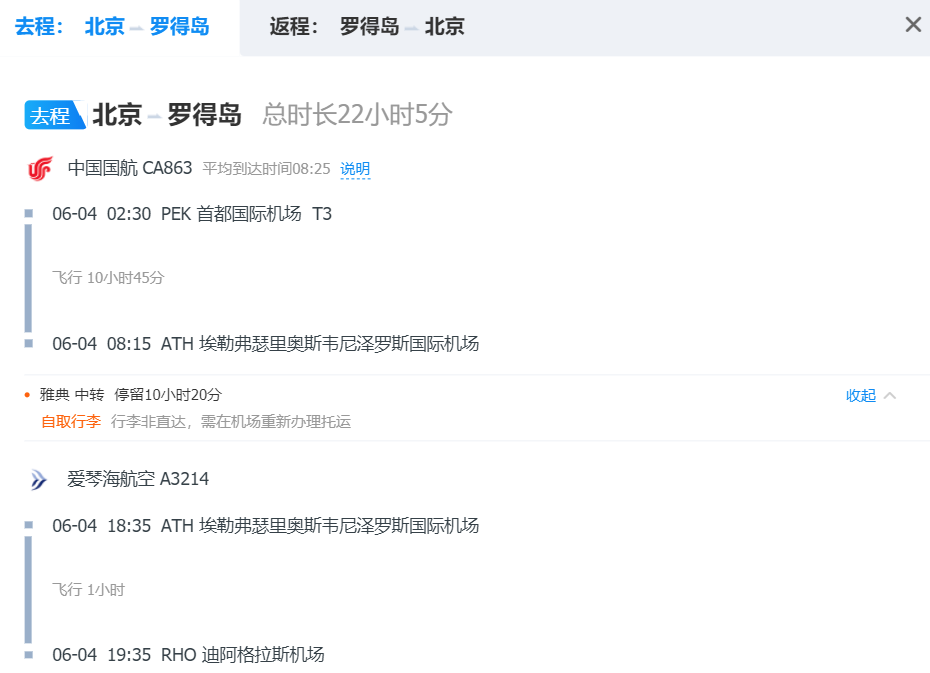 去程： 北京 - 罗得岛 返程： 罗得岛 - 北京
去程 北京 - 罗得岛 总时长22小时5分
中国国航 CA863 平均到达时间08:25 说明
06-04 02:30 PEK 首都国际机场 T3
飞行 10小时45分
06-04 08:15 ATH 埃勒弗瑟里奥斯韦尼泽罗斯国际机场
雅典 中转 停留10小时20分 收起
自取行李 行李非直达，需在机场重新办理托运
爱琴海航空 A3214
06-04 18:35 ATH 埃勒弗瑟里奥斯韦尼泽罗斯国际机场
飞行 1小时
06-04 19:35 RHO 迪阿格拉斯机场